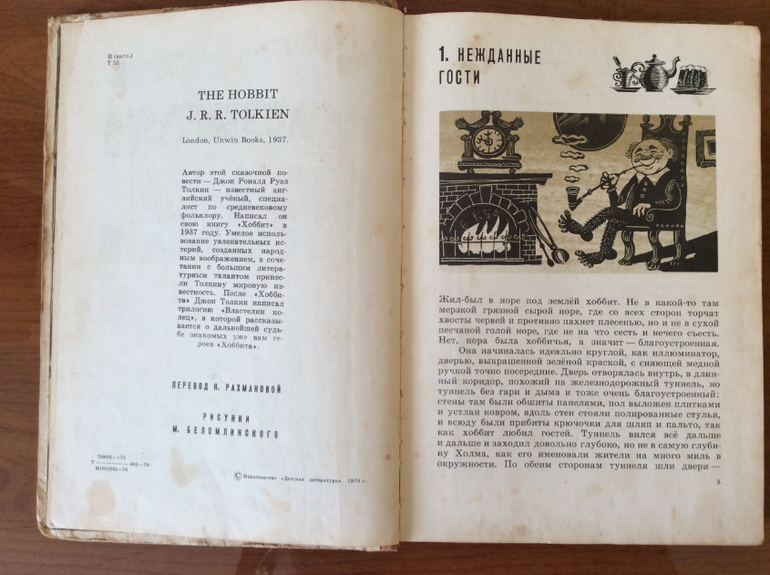 И (англ.)
Т 52
THE HOBBIT
J. R. R. TOLKIEN
London, Unwin Books, 1937.
Автор этой сказочной по-
вести — Джон Роналд Руэл
Толкин — известный анг-
лийский учёный, специа-
лист по средневековому
фольклору. Написал он
свою книгу «Хоббит» в
1937 году. Умелое исполь-
зование увлекательных ис-
торий, созданных народ-
ным воображением, в соче-
тании с большим литера-
турным талантом принес-
ли Толкину мировую из-
вестность. После «Хобби-
та» Джон Толкин написал
трилогию «Властелин ко-
лец», в которой рассказы-
вается о дальнейшей судь-
бе знакомых уже вам ге-
роев «Хоббита».
ПЕРЕВОД Н. РАХМАНОВОЙ
РИСУНКИ
М. БЕЛОМЛИНСКОГО
© Издательство «Детская литература», 1976 г.
1. НЕЖДАННЫЕ
ГОСТИ
Жил-был в норе под землёй хоббит. Не в какой-то там
мерзкой грязной сырой норе, где со всех сторон торчат
хвосты червей и противно пахнет плесенью, но и не в сухой
песчаной голой норе, где не на что сесть и нечего съесть.
Нет, нора была хоббичья, а значит — благоустроенная.
Она начиналась идеально круглой, как иллюминатор,
дверью, выкрашенной зелёной краской, с сияющей медной
ручкой точно посередине. Дверь отворялась внутрь, в длин-
ный коридор, похожий на железнодорожный туннель, но
туннель без гари и дыма и тоже очень благоустроенный:
стены там были обшиты панелями, пол выложен плитками
и устлан ковром, вдоль стен стояли полированные стулья,
и всюду были прибиты крючочки для шляп и пальто, так
как хоббит любил гостей. Туннель вился всё дальше
и дальше и заходил довольно глубоко, но не в самую глуби-
ну Холма, как его именовали жители на много миль в
окружности. По обеим сторонам туннеля шли двери —
5